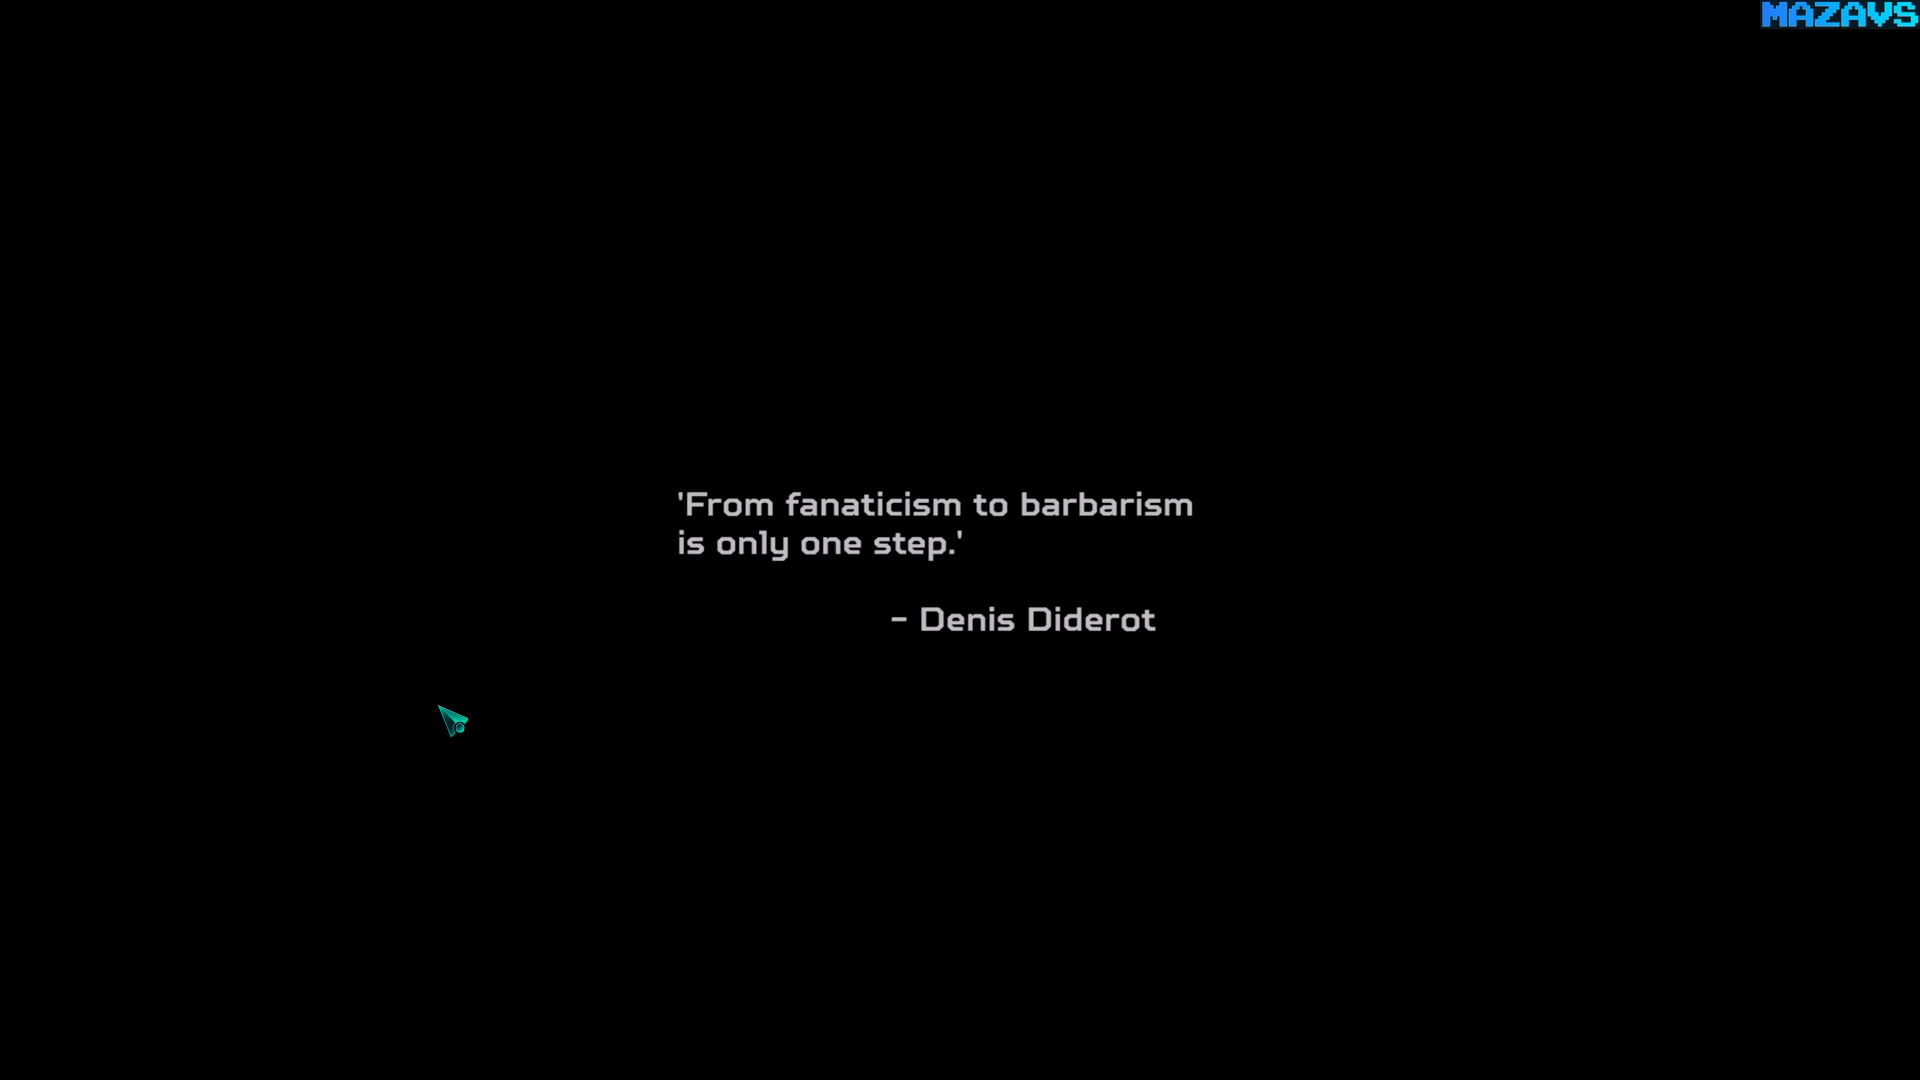 MAZAVS
'From fanaticism to barbarism
is only one step.'
- Denis Diderot